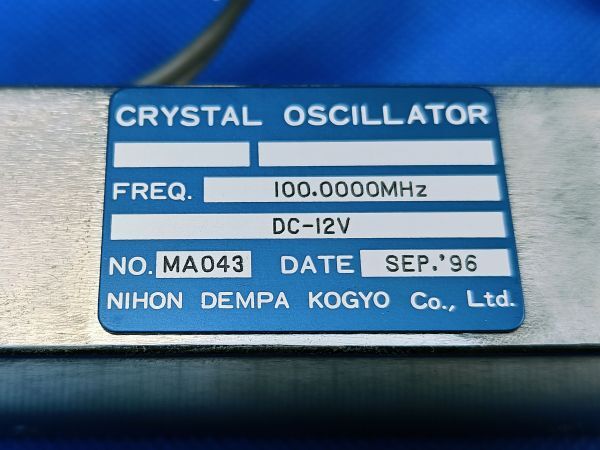 CRYSTAL OSCILLATOR
FREQ. 100.0000MHz
DC-12V
NO. MA043 DATE SEP.'96
NIHON DEMPA KOGYO Co., Ltd.